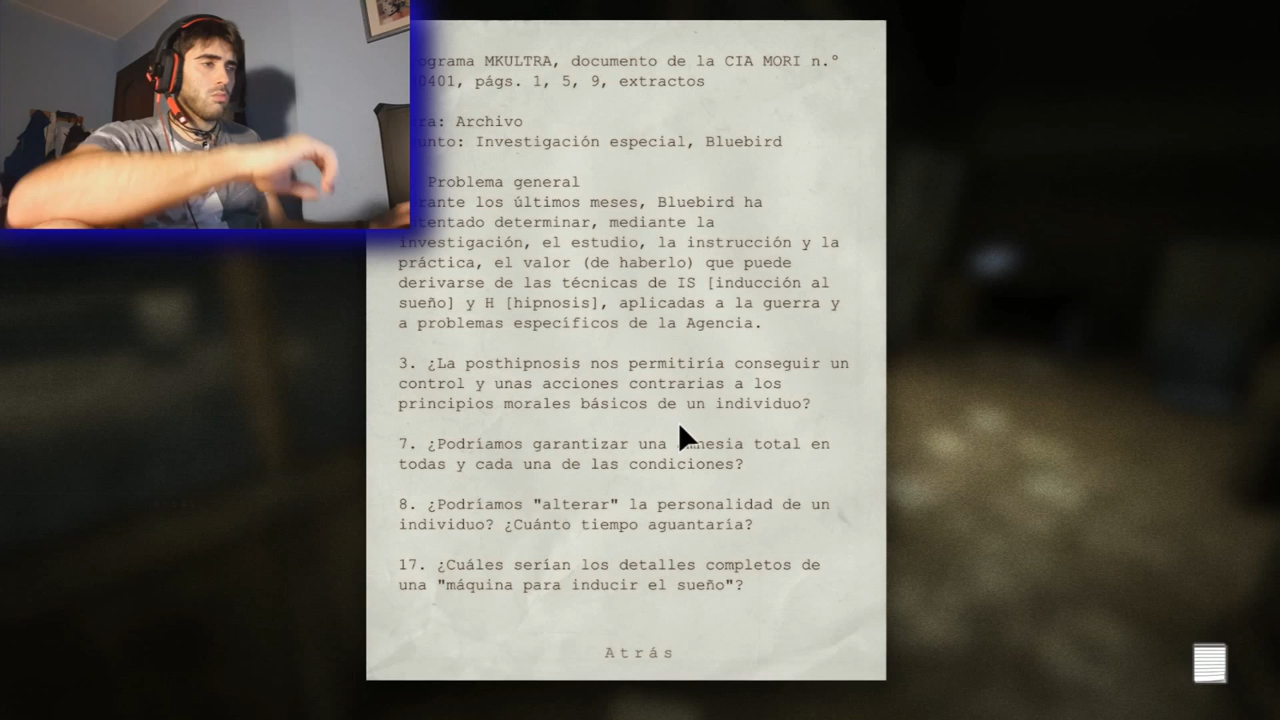 ograma MKULTRA, documento de la CIA MORI n.º
0401, págs. 1, 5, 9, extractos
ra: Archivo
unto: Investigación especial, Bluebird
Problema general
rante los últimos meses, Bluebird ha
tentado determinar, mediante la
investigación, el estudio, la instrucción y la
práctica, el valor (de haberlo) que puede
derivarse de las técnicas de IS [inducción al
sueño] y H [hipnosis], aplicadas a la guerra y
a problemas específicos de la Agencia.
3. ¿La posthipnosis nos permitiría conseguir un
control y unas acciones contrarias a los
principios morales básicos de un individuo?
7. ¿Podríamos garantizar una amnesia total en
todas y cada una de las condiciones?
8. ¿Podríamos "alterar" la personalidad de un
individuo? ¿Cuánto tiempo aguantaría?
17. ¿Cuáles serían los detalles completos de
una "máquina para inducir el sueño"?
Atrás